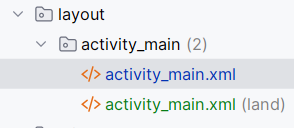 layout
activity_main (2)
</> activity_main.xml
</> activity_main.xml (land)